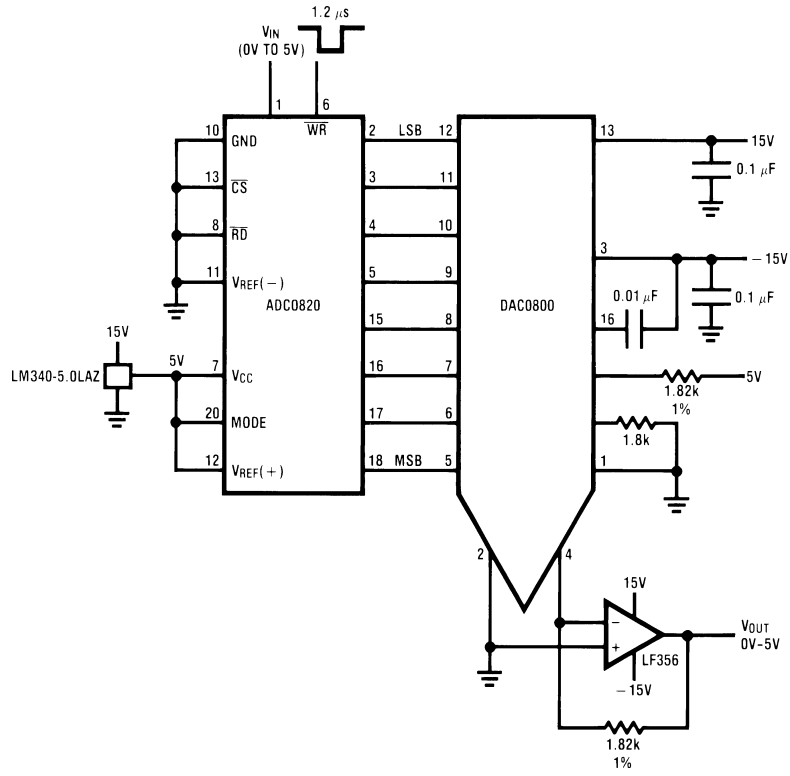 1.2 μs
VIN
(0V TO 5V)
1
6
WR
10 GND
13 CS
8 RD
11 VREF(−)
ADC0820
15V
LM340-5.0LAZ
5V
7 VCC
20 MODE
12 VREF(+)
2 LSB 12
3 11
4 10
5 9
15 8
16 7
17 6
18 MSB 5
DAC0800
13
15V
0.1 μF
3
−15V
0.01 μF
0.1 μF
16
5V
1.82k
1%
1.8k
1
2
4
15V
−
+
LF356
−15V
VOUT
0V–5V
1.82k
1%